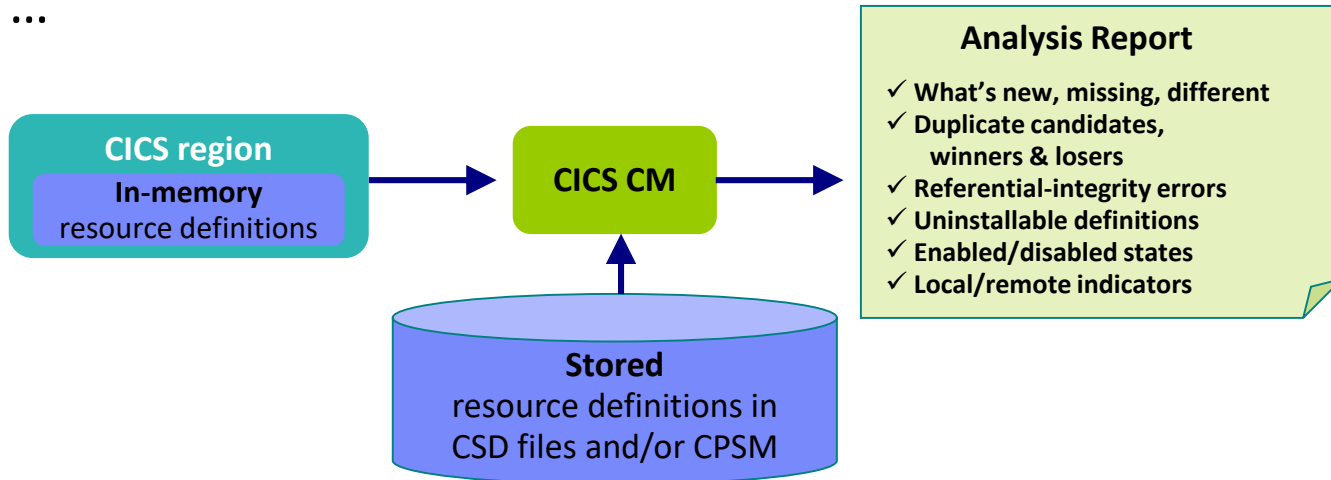 ...
CICS region
In-memory
resource definitions
CICS CM
Stored
resource definitions in
CSD files and/or CPSM
Analysis Report
✓ What’s new, missing, different
✓ Duplicate candidates,
winners & losers
✓ Referential-integrity errors
✓ Uninstallable definitions
✓ Enabled/disabled states
✓ Local/remote indicators